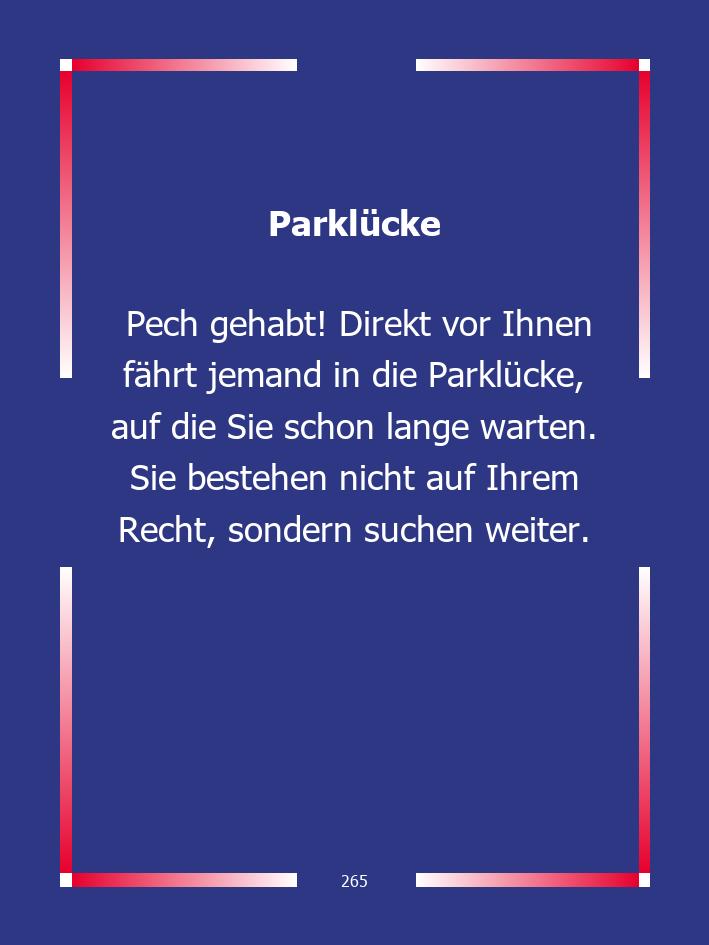 Parklücke
Pech gehabt! Direkt vor Ihnen
fährt jemand in die Parklücke,
auf die Sie schon lange warten.
Sie bestehen nicht auf Ihrem
Recht, sondern suchen weiter.
265